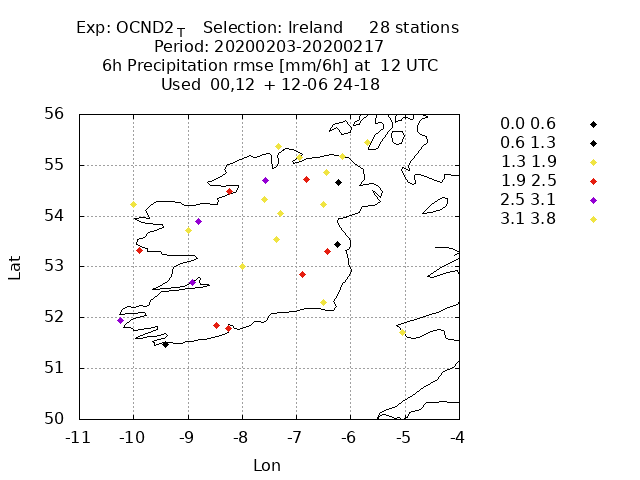 Exp: OCND2T Selection: Ireland 28 stations
Period: 20200203-20200217
6h Precipitation rmse [mm/6h] at 12 UTC
Used 00,12 + 12-06 24-18
56
55
54
53
52
51
50
-11 -10 -9 -8 -7 -6 -5 -4
Lat
Lon
0.0 0.6
0.6 1.3
1.3 1.9
1.9 2.5
2.5 3.1
3.1 3.8